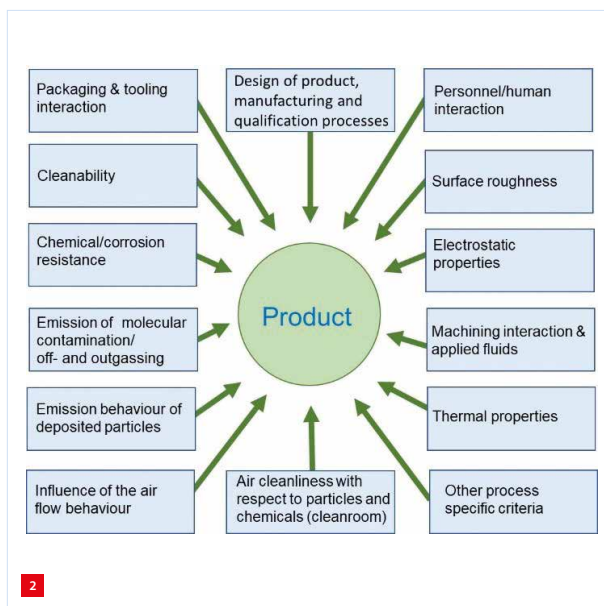 Packaging & tooling
interaction
Design of product,
manufacturing and
qualification processes
Personnel/human
interaction
Cleanability
Surface roughness
Chemical/corrosion
resistance
Electrostatic
properties
Product
Emission of molecular
contamination/
off- and outgassing
Machining interaction &
applied fluids
Emission behaviour of
deposited particles
Thermal properties
Influence of the air
flow behaviour
Air cleanliness with
respect to particles and
chemicals (cleanroom)
Other process
specific criteria
2